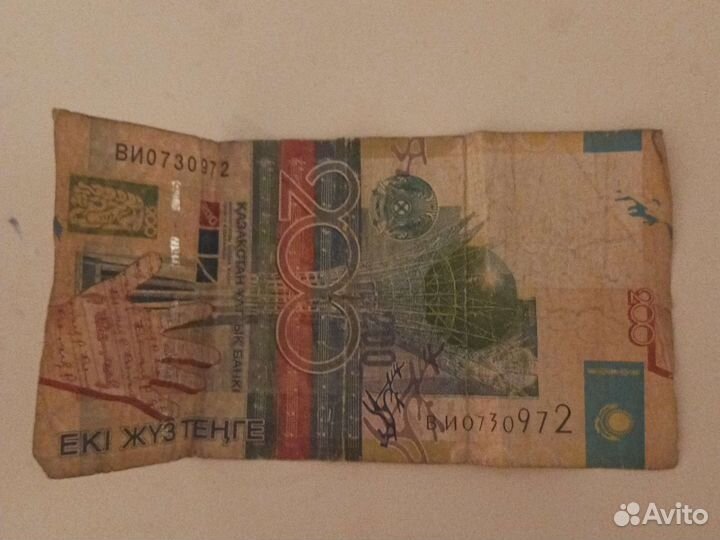 ВИ0730972
200
ҚАЗАҚСТАН ҰЛТТЫҚ БАНКІ
200
200
ЕКІ ЖҮЗ ТЕҢГЕ
ВИ0730972
Avito